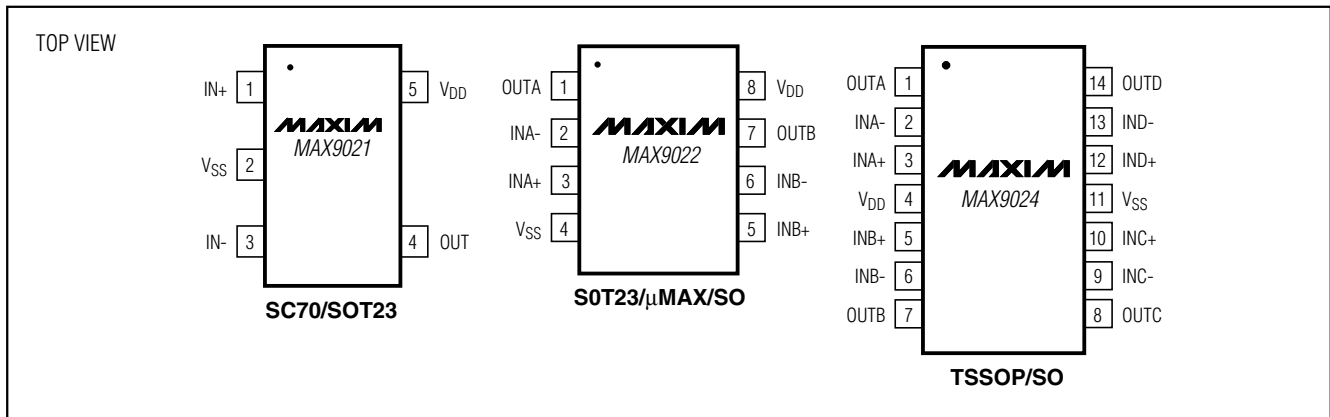 TOP VIEW
IN+ 1
5 VDD
MAXIM
MAX9021
VSS 2
IN- 3
4 OUT
SC70/SOT23
OUTA 1
8 VDD
MAXIM
MAX9022
INA- 2
7 OUTB
INA+ 3
6 INB-
VSS 4
5 INB+
S0T23/μMAX/SO
OUTA 1
14 OUTD
INA- 2
13 IND-
INA+ 3
12 IND+
MAXIM
MAX9024
VDD 4
11 VSS
INB+ 5
10 INC+
INB- 6
9 INC-
OUTB 7
8 OUTC
TSSOP/SO